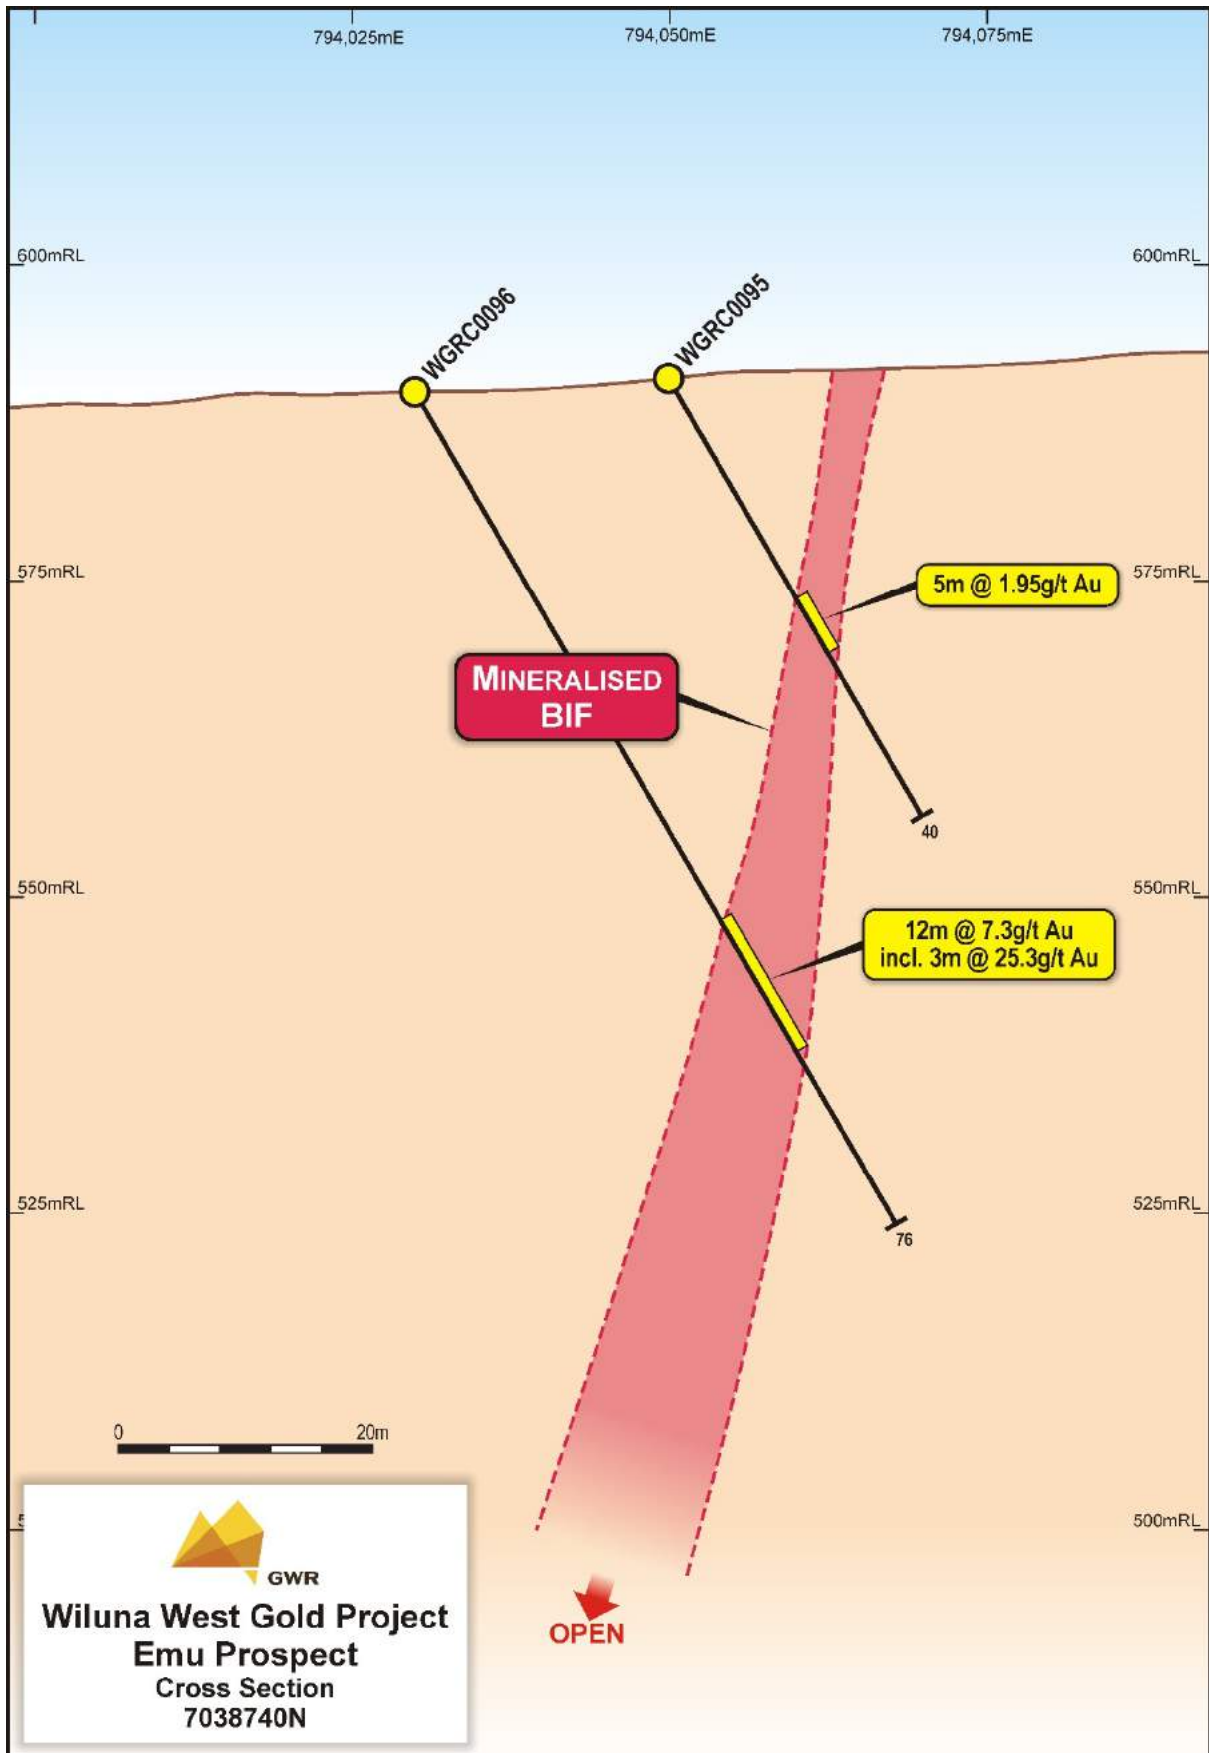 794,025mE
794,050mE
794,075mE
600mRL
600mRL
WGRC0096
WGRC0095
575mRL
575mRL
5m @ 1.95g/t Au
MINERALISED
BIF
40
550mRL
550mRL
12m @ 7.3g/t Au
incl. 3m @ 25.3g/t Au
525mRL
525mRL
76
0
20m
500mRL
GWR
Wiluna West Gold Project
Emu Prospect
Cross Section
7038740N
OPEN